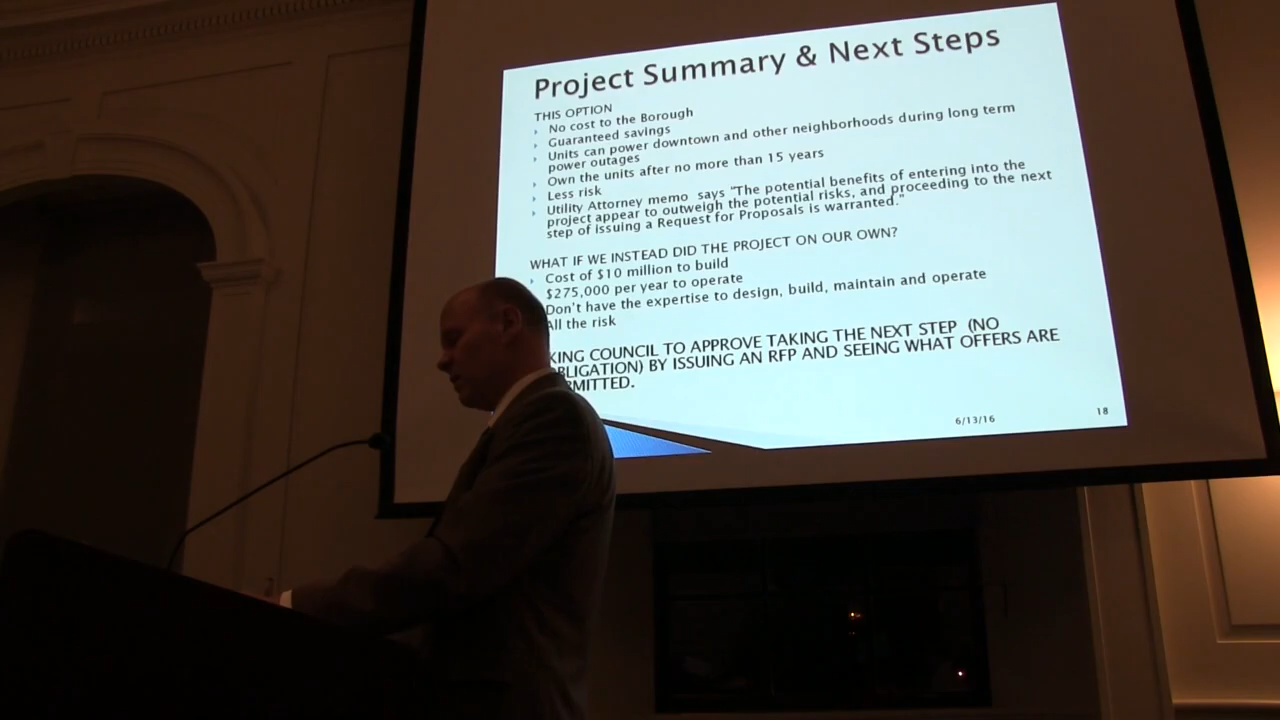 Project Summary & Next Steps
THIS OPTION
No cost to the Borough
Guaranteed savings
Units can power downtown and other neighborhoods during long term
power outages
Own the units after no more than 15 years
Less risk
Utility Attorney memo says "The potential benefits of entering into the
project appear to outweigh the potential risks, and proceeding to the next
step of issuing a Request for Proposals is warranted."
WHAT IF WE INSTEAD DID THE PROJECT ON OUR OWN?
Cost of $10 million to build
$275,000 per year to operate
Don't have the expertise to design, build, maintain and operate
All the risk
KING COUNCIL TO APPROVE TAKING THE NEXT STEP (NO
BLIGATION) BY ISSUING AN RFP AND SEEING WHAT OFFERS ARE
MITTED.
6/13/16
18